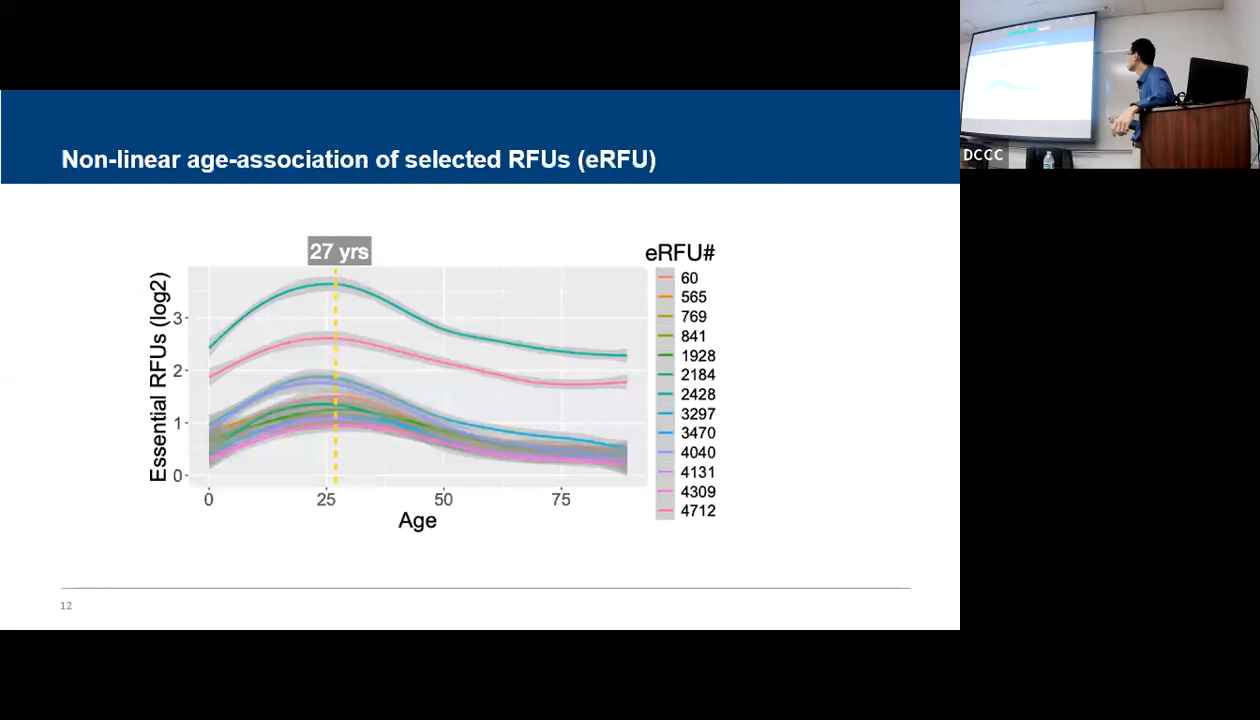 Non-linear age-association of selected RFUs (eRFU)
27 yrs
eRFU#
60
565
769
841
1928
2184
2428
3297
3470
4040
4131
4309
4712
Essential RFUs (log2)
3
2
1
0
0 25 50 75
Age
12
DCCC